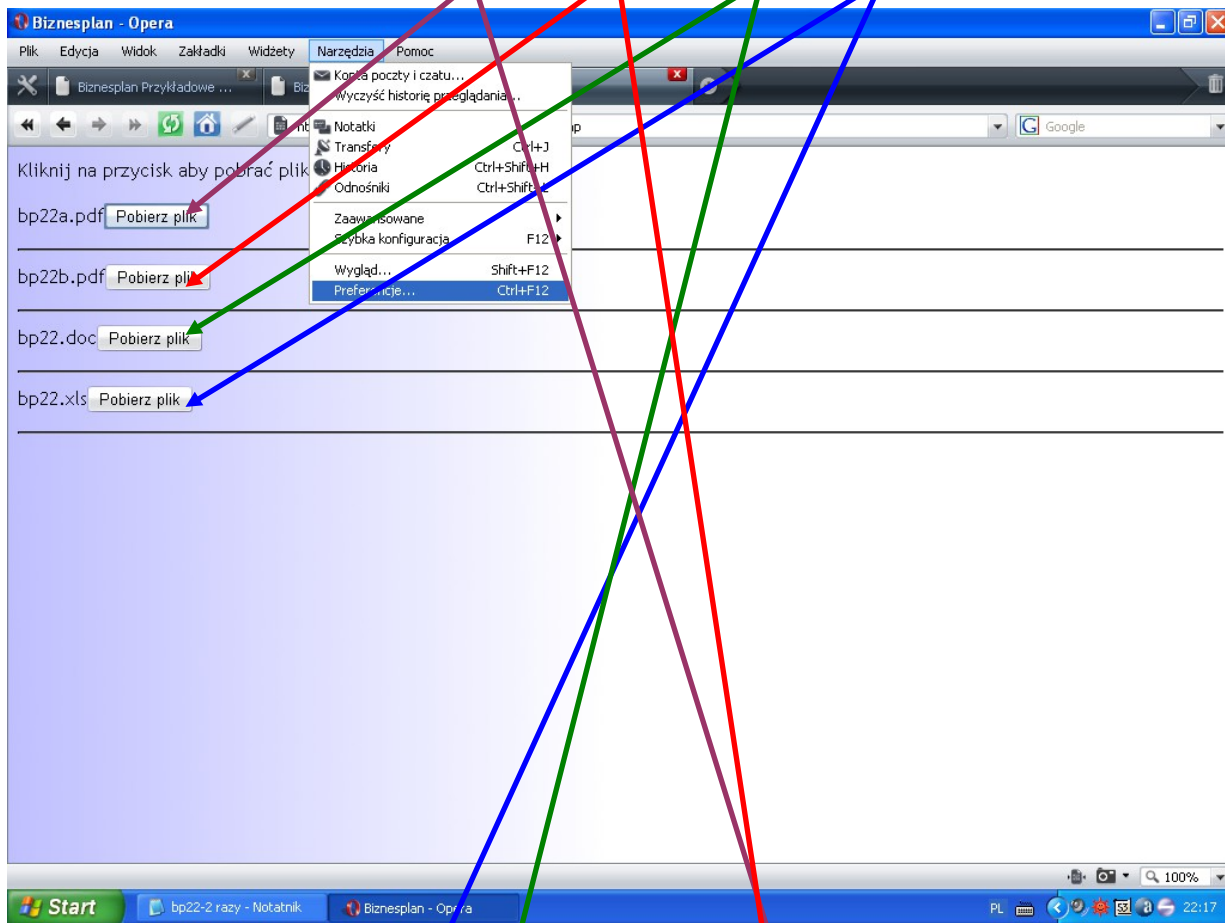 Biznesplan - Opera
Plik Edycja Widok Zakładki Widżety Narzędzia Pomoc
Biznesplan Przykładowe ... Biz
Google
Konta poczty i czatu...
Wyczyść historię przeglądania...
Notatki
Transfery Ctrl+J
Historia Ctrl+Shift+H
Odnośniki
Zaawansowane
Szybka konfiguracja F12
Wygląd... Shift+F12
Preferencje... Ctrl+F12
Kliknij na przycisk aby pobrać plik
bp22a.pdf Pobierz plik
bp22b.pdf Pobierz plik
bp22.doc Pobierz plik
bp22.xls Pobierz plik
100%
Start bp22-2 razy - Notatnik Biznesplan - Opera PL 22:17